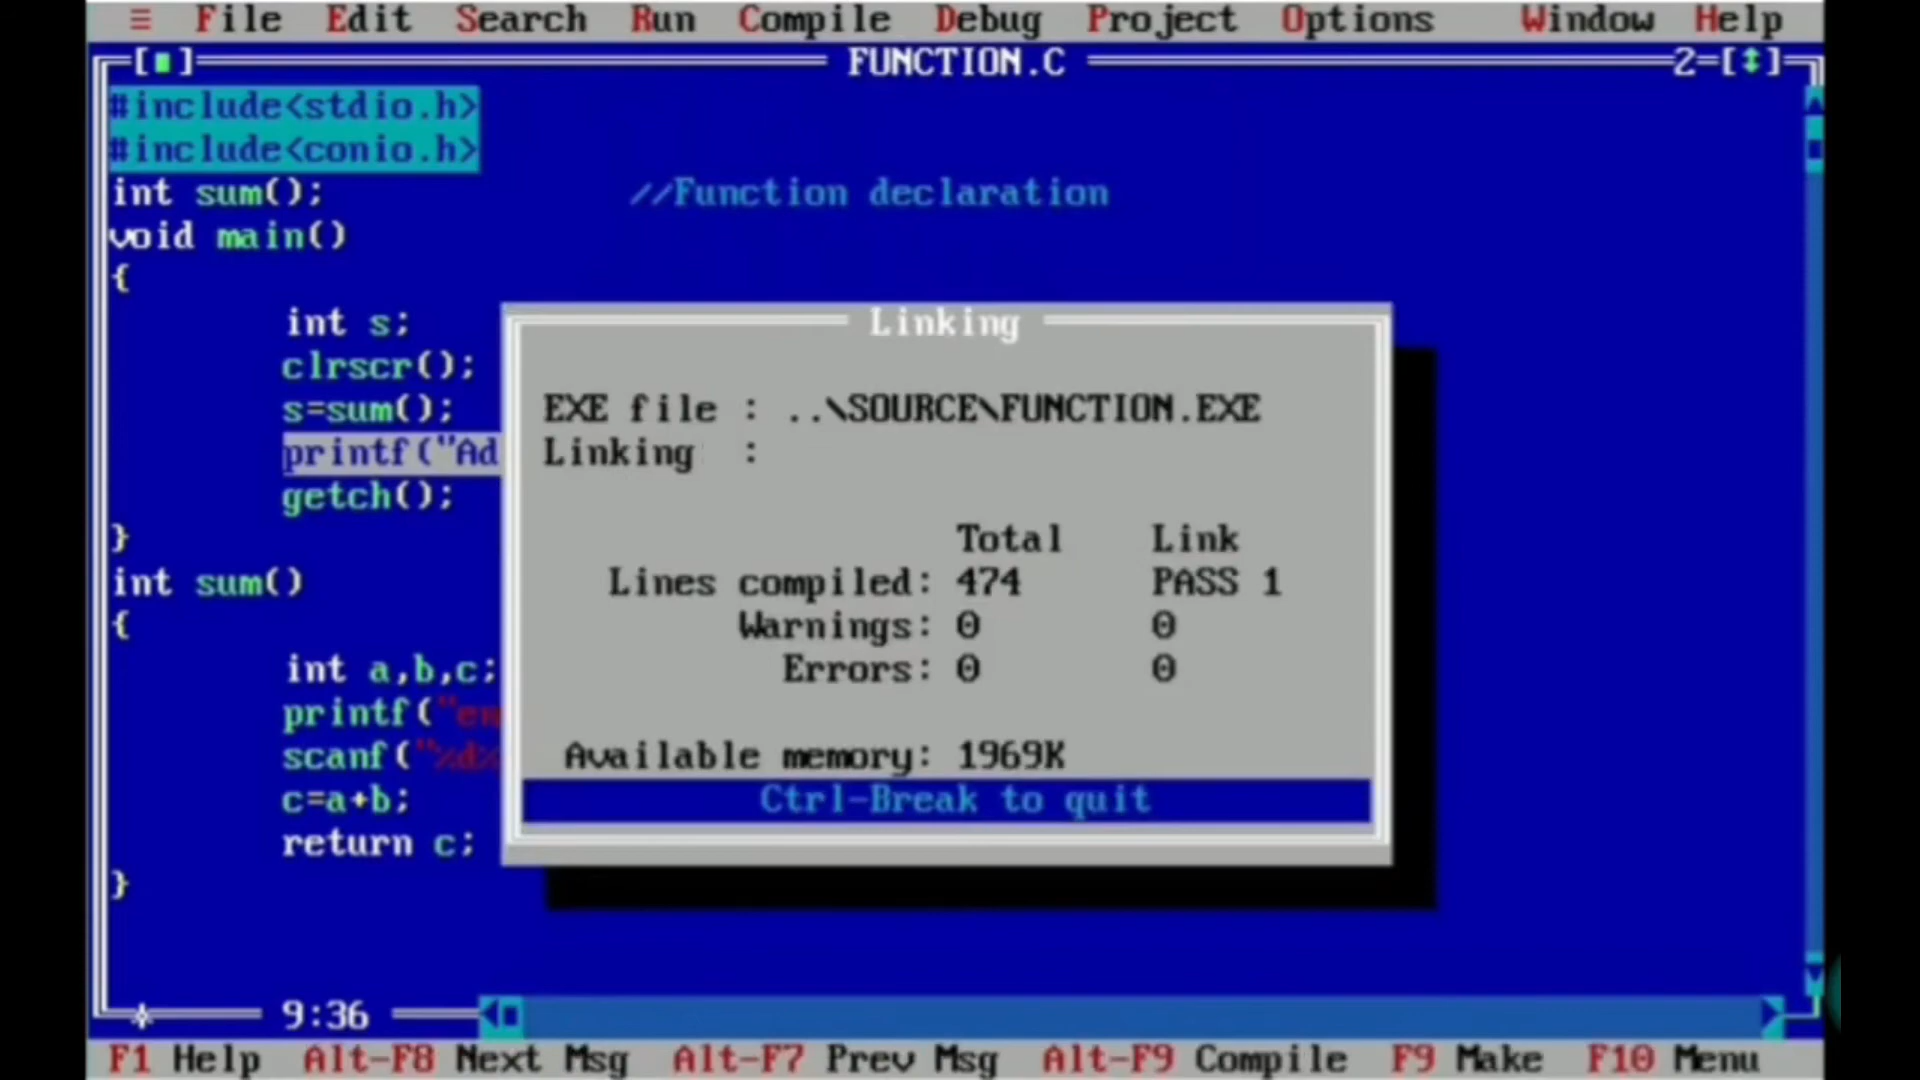 ≡ File Edit Search Run Compile Debug Project Options Window Help
[■] FUNCTION.C 2=[↕]
#include<stdio.h>
#include<conio.h>
int sum(); //Function declaration
void main()
{
int s;
clrscr();
s=sum();
printf("Ad
getch();
}
int sum()
{
int a,b,c;
printf("en
scanf("%d%
c=a+b;
return c;
}
Linking
EXE file : ..\SOURCE\FUNCTION.EXE
Linking :
Total Link
Lines compiled: 474 PASS 1
Warnings: 0 0
Errors: 0 0
Available memory: 1969K
Ctrl-Break to quit
9:36
F1 Help Alt-F8 Next Msg Alt-F7 Prev Msg Alt-F9 Compile F9 Make F10 Menu